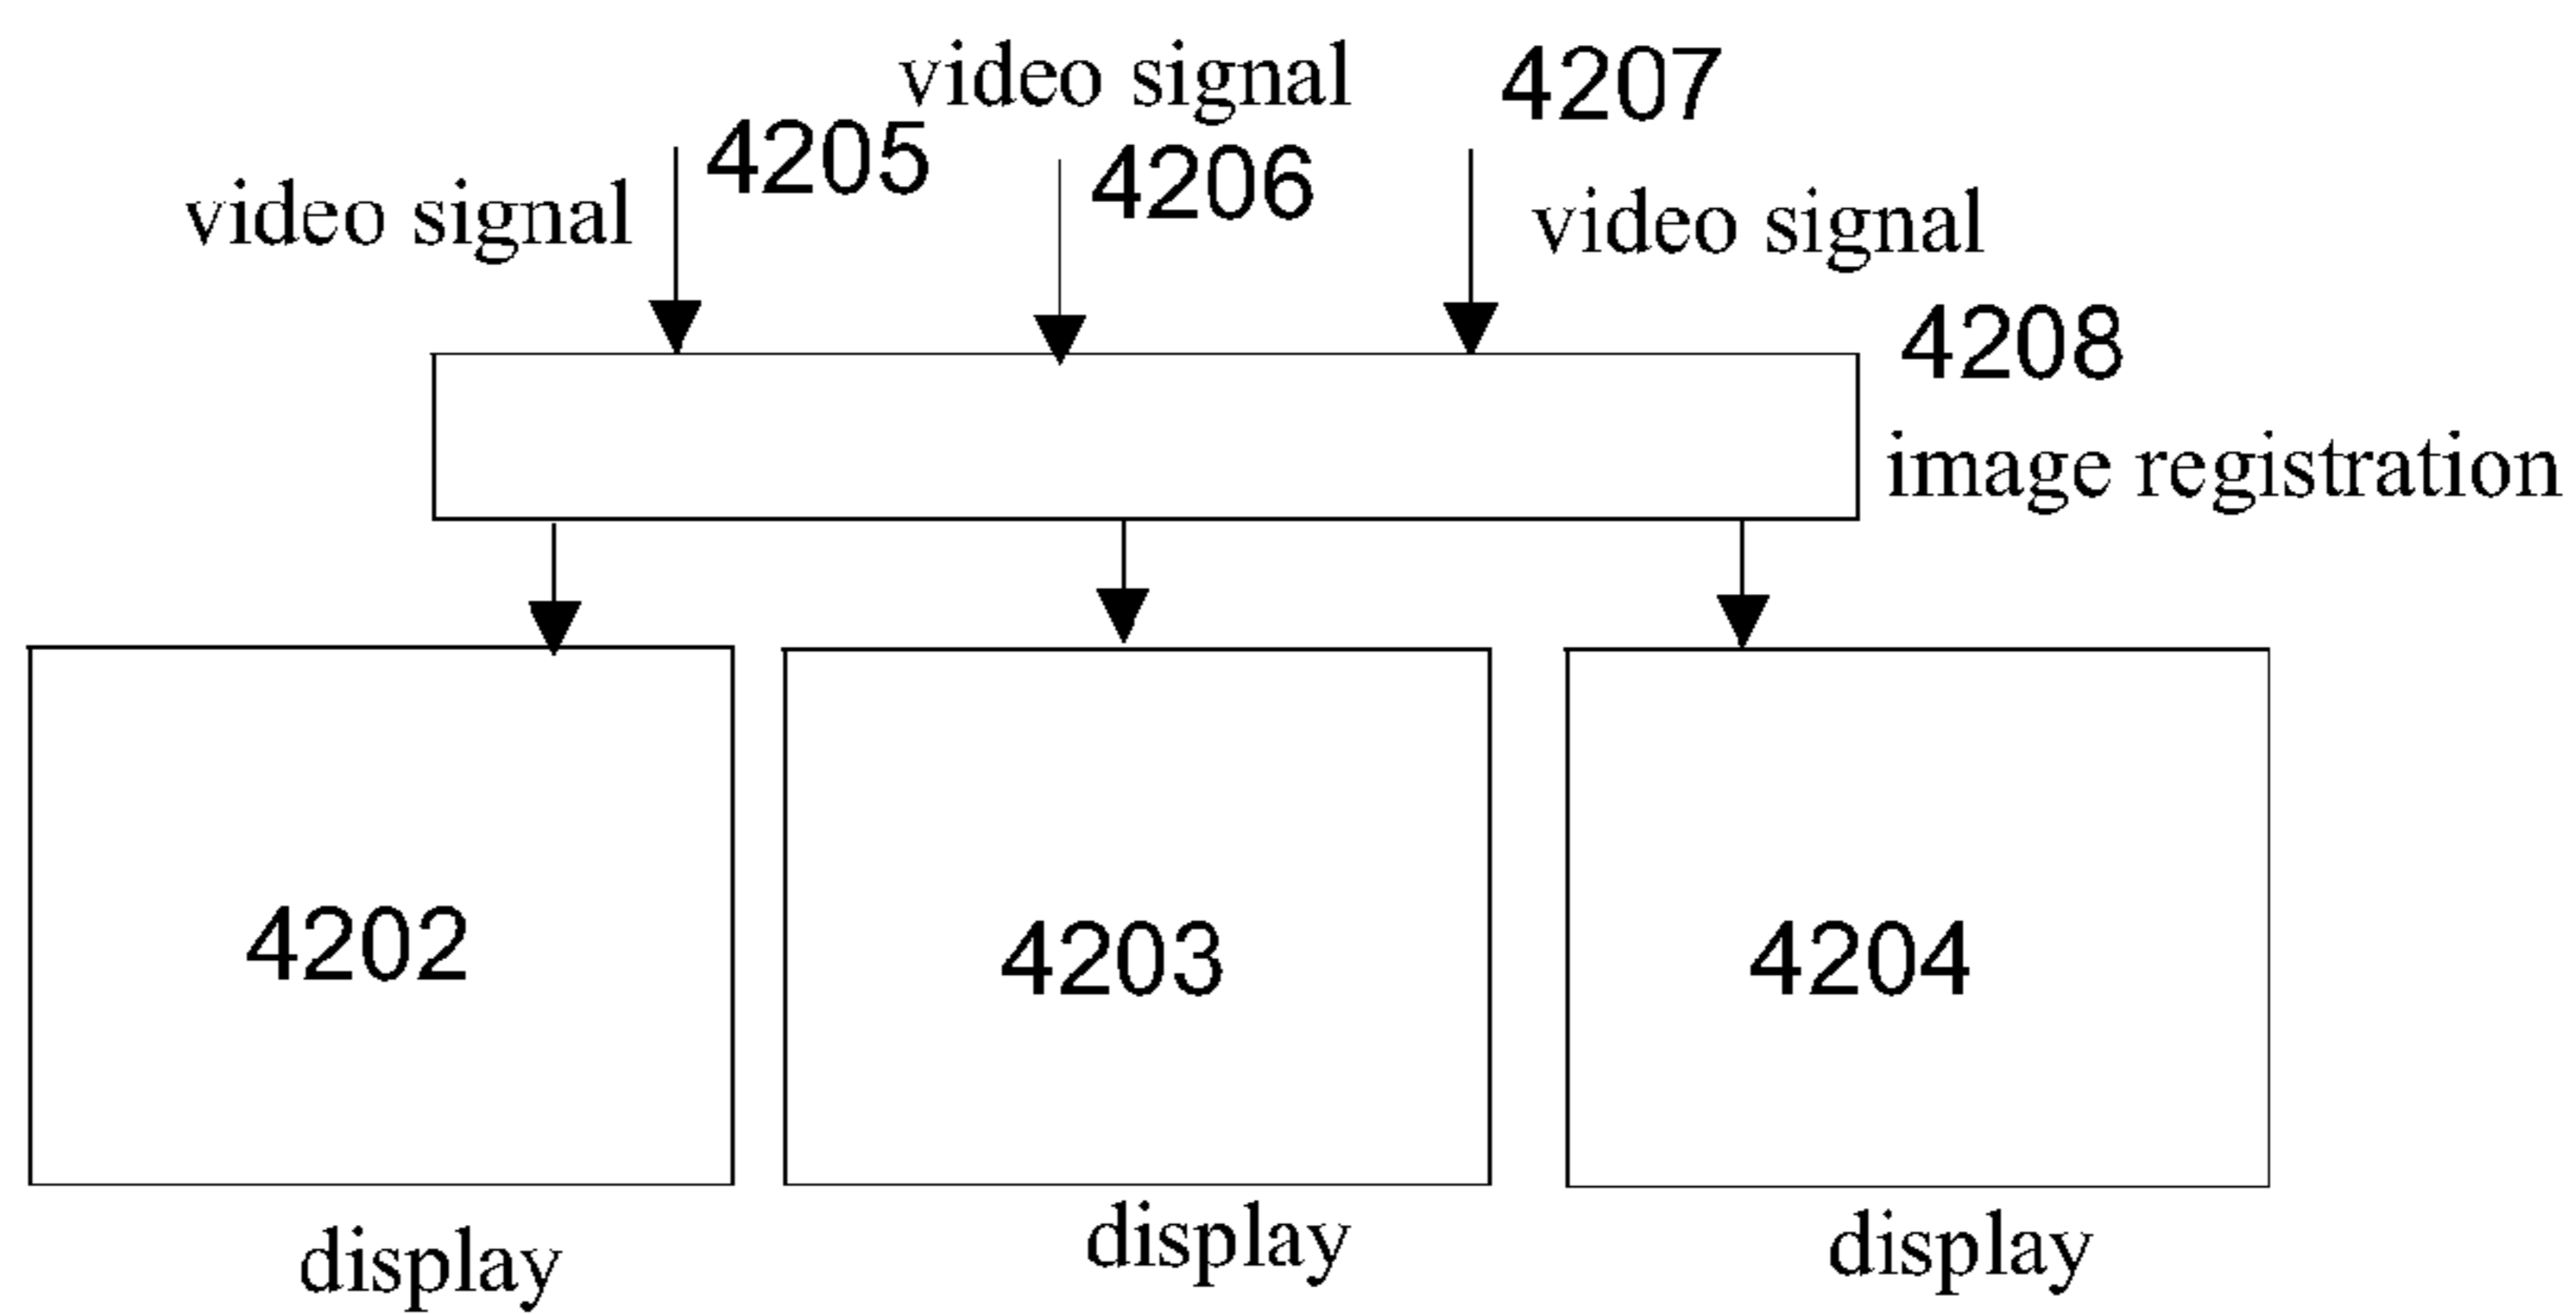 video signal
4207
4205
4206
video signal
video signal
4208
image registration
4202
4203
4204
display
display
display